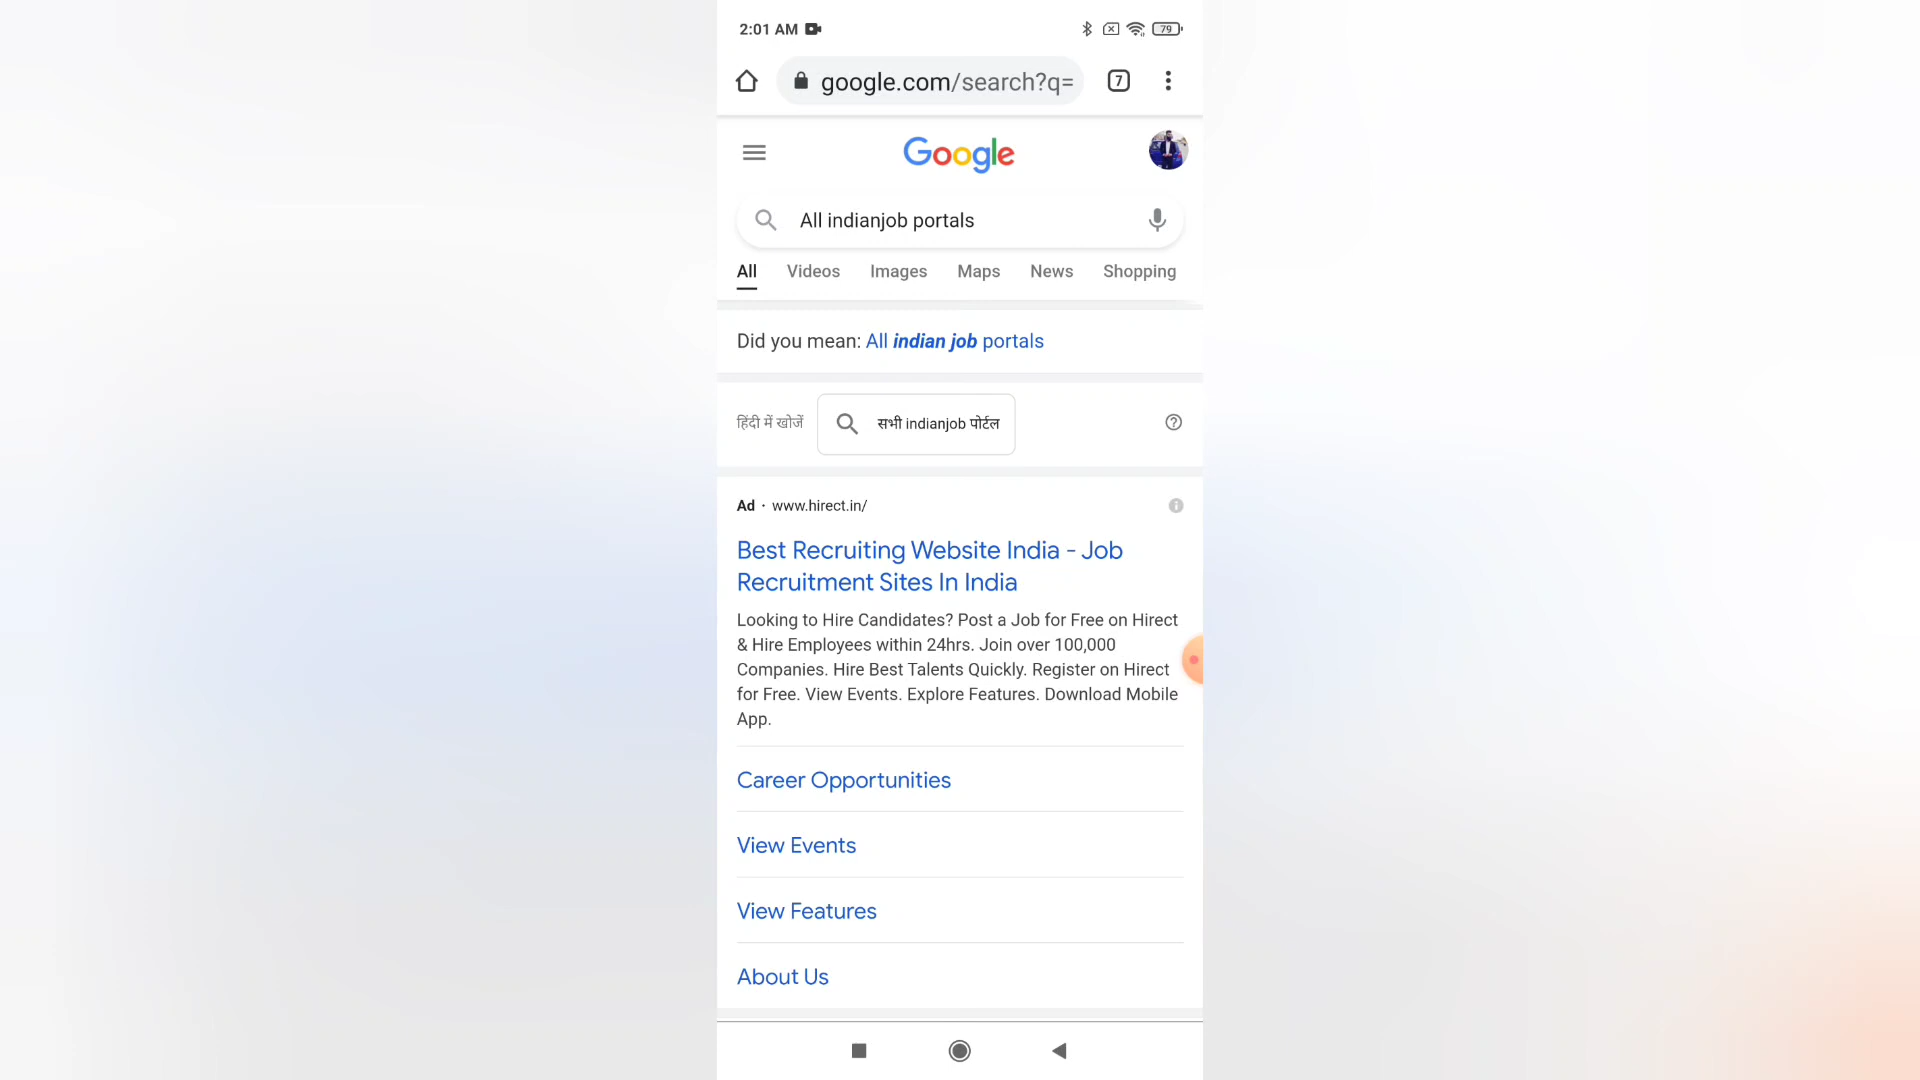 2:01 AM
79
google.com/search?q=
7
Google
All indianjob portals
All Videos Images Maps News Shopping
Did you mean: All indian job portals
हिंदी में खोजें सभी indianjob पोर्टल
Ad · www.hirect.in/
Best Recruiting Website India - Job
Recruitment Sites In India
Looking to Hire Candidates? Post a Job for Free on Hirect
& Hire Employees within 24hrs. Join over 100,000
Companies. Hire Best Talents Quickly. Register on Hirect
for Free. View Events. Explore Features. Download Mobile
App.
Career Opportunities
View Events
View Features
About Us